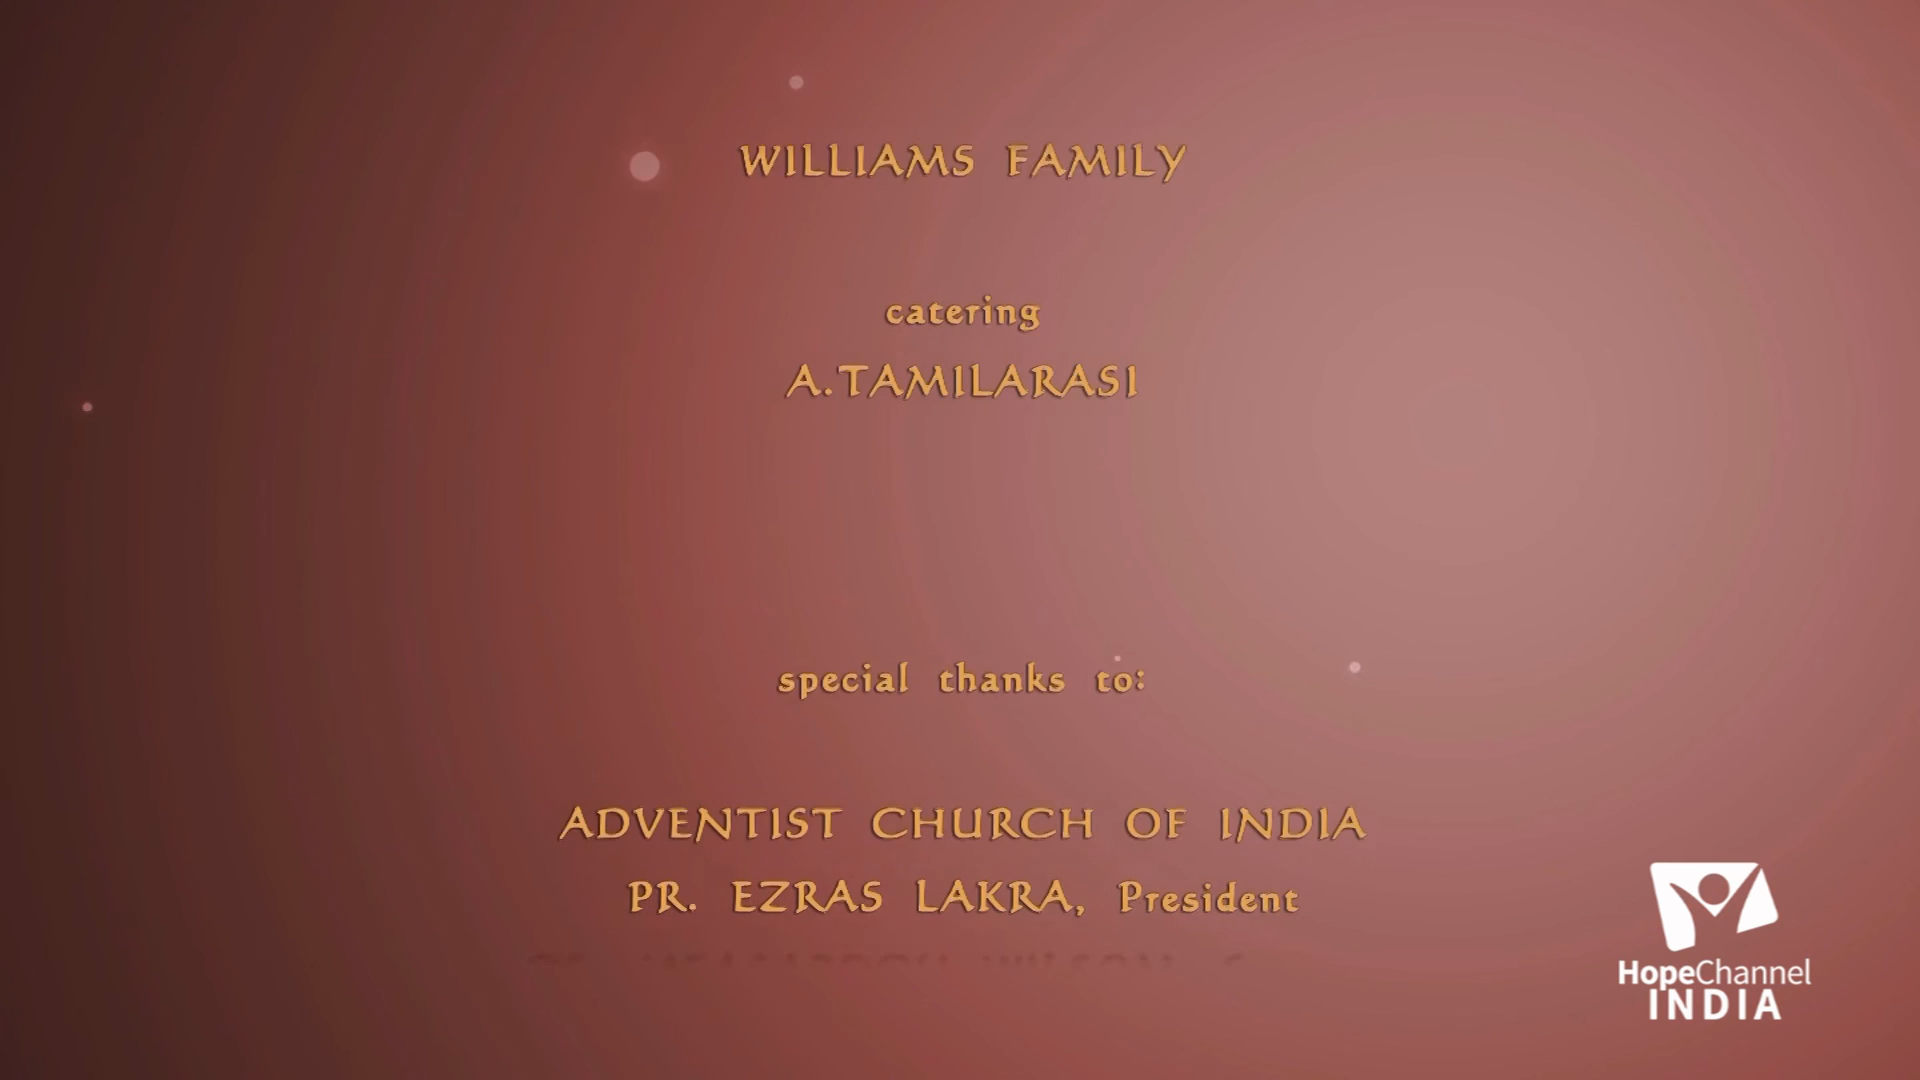 WILLIAMS FAMILY
catering
A.TAMILARASI
special thanks to:
ADVENTIST CHURCH OF INDIA
PR. EZRAS LAKRA, President
HopeChannel
INDIA